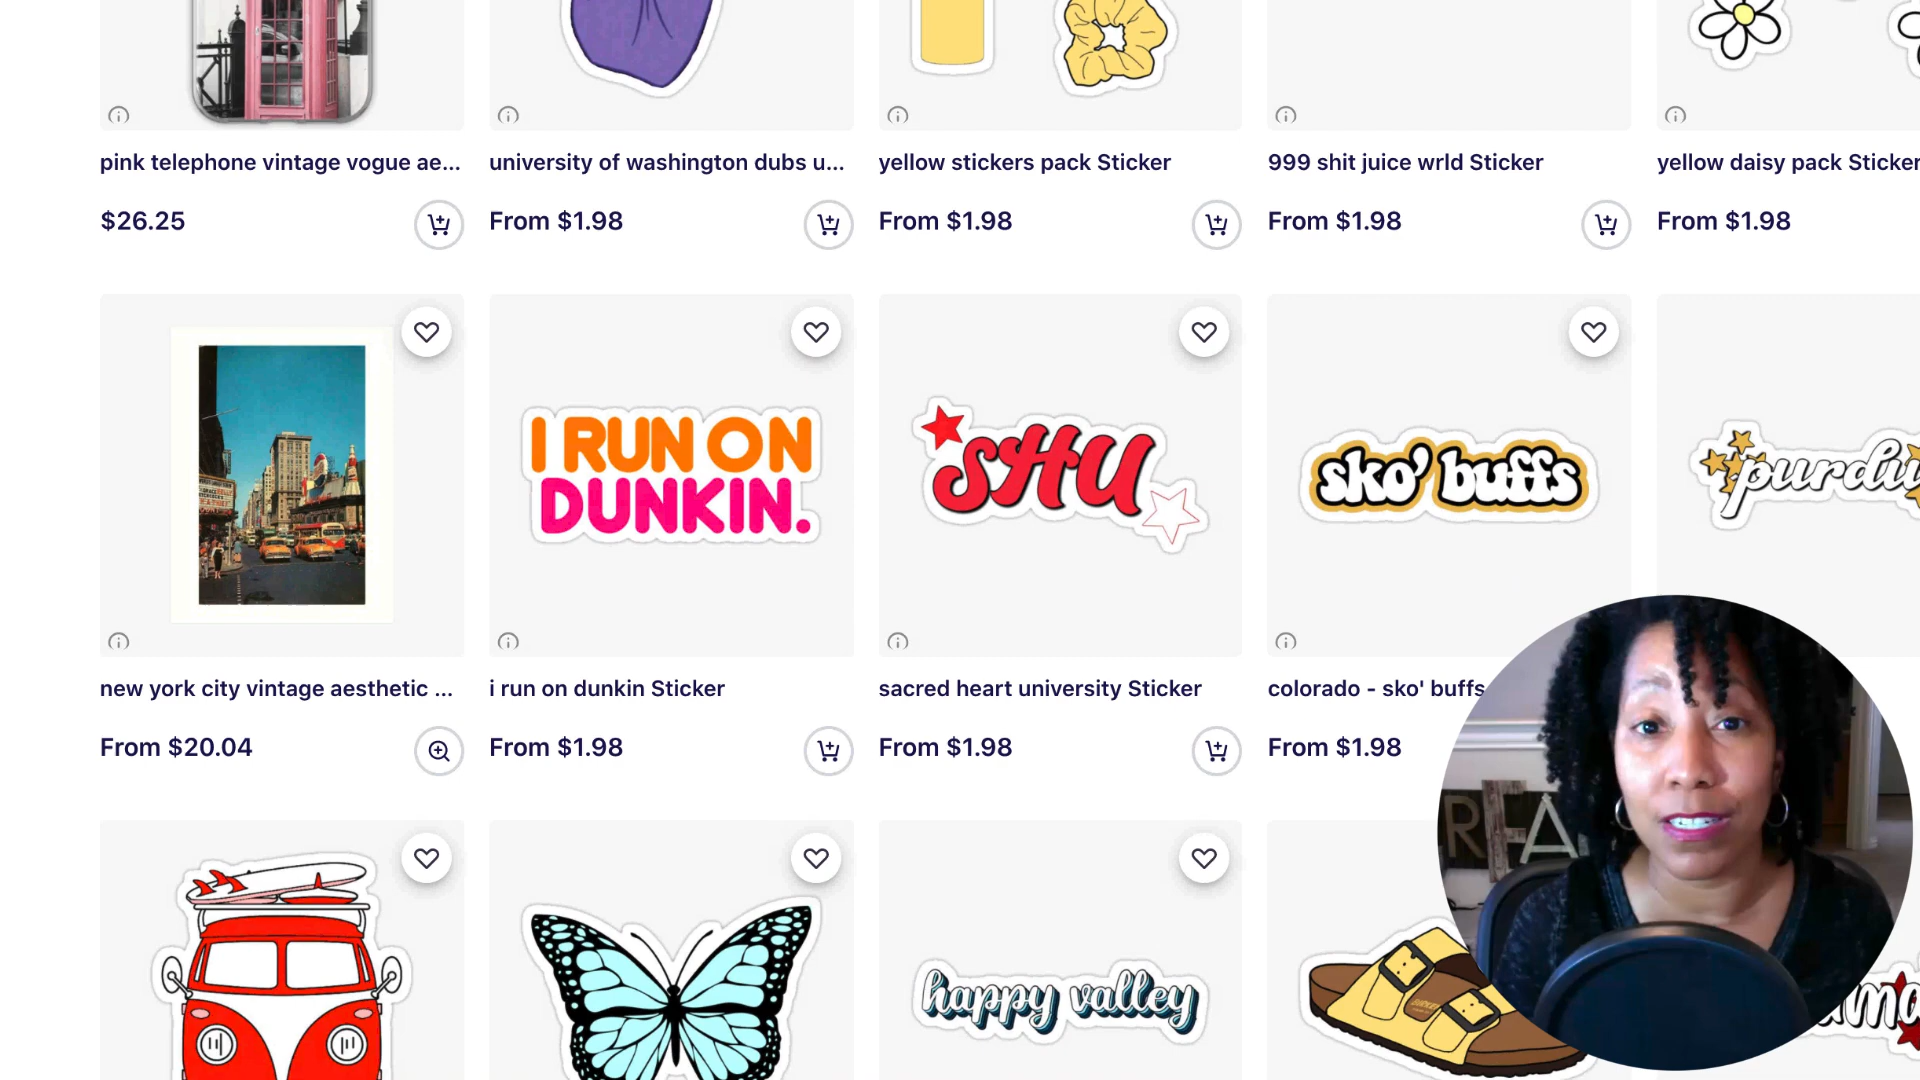 pink telephone vintage vogue ae...
university of washington dubs u...
yellow stickers pack Sticker
999 shit juice wrld Sticker
yellow daisy pack Sticker
$26.25
From $1.98
From $1.98
From $1.98
From $1.98
I RUN ON
DUNKIN.
SHU
sko' buffs
purdu
new york city vintage aesthetic ...
i run on dunkin Sticker
sacred heart university Sticker
colorado - sko' buffs
From $20.04
From $1.98
From $1.98
From $1.98
happy valley